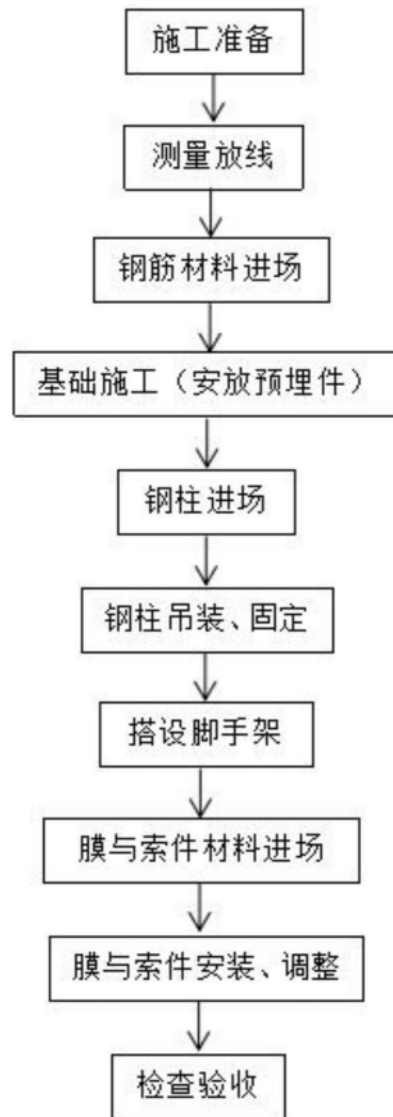 施工准备
测量放线
钢筋材料进场
基础施工（安放预埋件）
钢柱进场
钢柱吊装、固定
搭设脚手架
膜与索件材料进场
膜与索件安装、调整
检查验收